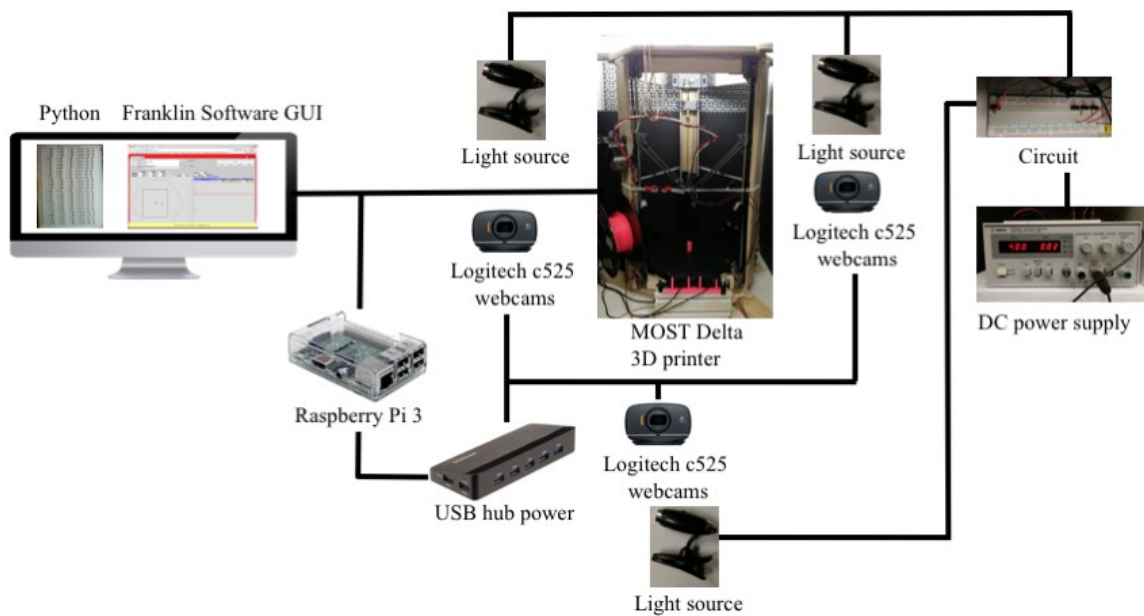 Python Franklin Software GUI
Light source
Light source
Circuit
Logitech c525
webcams
Logitech c525
webcams
MOST Delta
3D printer
DC power supply
Raspberry Pi 3
Logitech c525
webcams
USB hub power
Light source